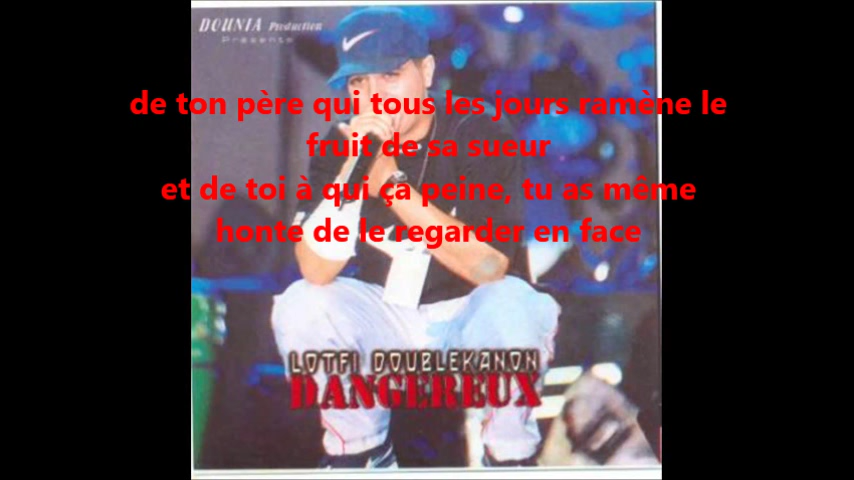 DOUNIA Production
Presents
de ton père qui tous les jours ramène le
fruit de sa sueur
et de toi à qui ça peine, tu as même
honte de le regarder en face
LOTFI DOUBLEKANON
DANGEREUX